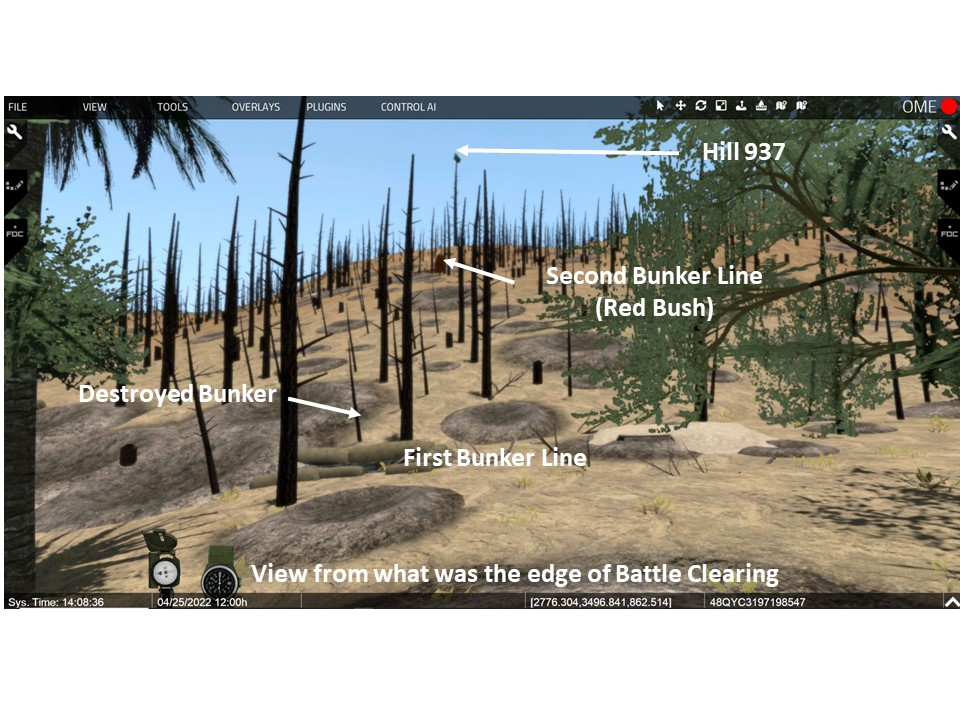 FILE VIEW TOOLS OVERLAYS PLUGINS CONTROL AI OME
Hill 937
FDC FDC
Second Bunker Line
(Red Bush)
Destroyed Bunker
First Bunker Line
View from what was the edge of Battle Clearing
Sys. Time: 14:08:36 04/25/2022 12:00h [2776.304,3496.841,862.514] 48QYC3197198547